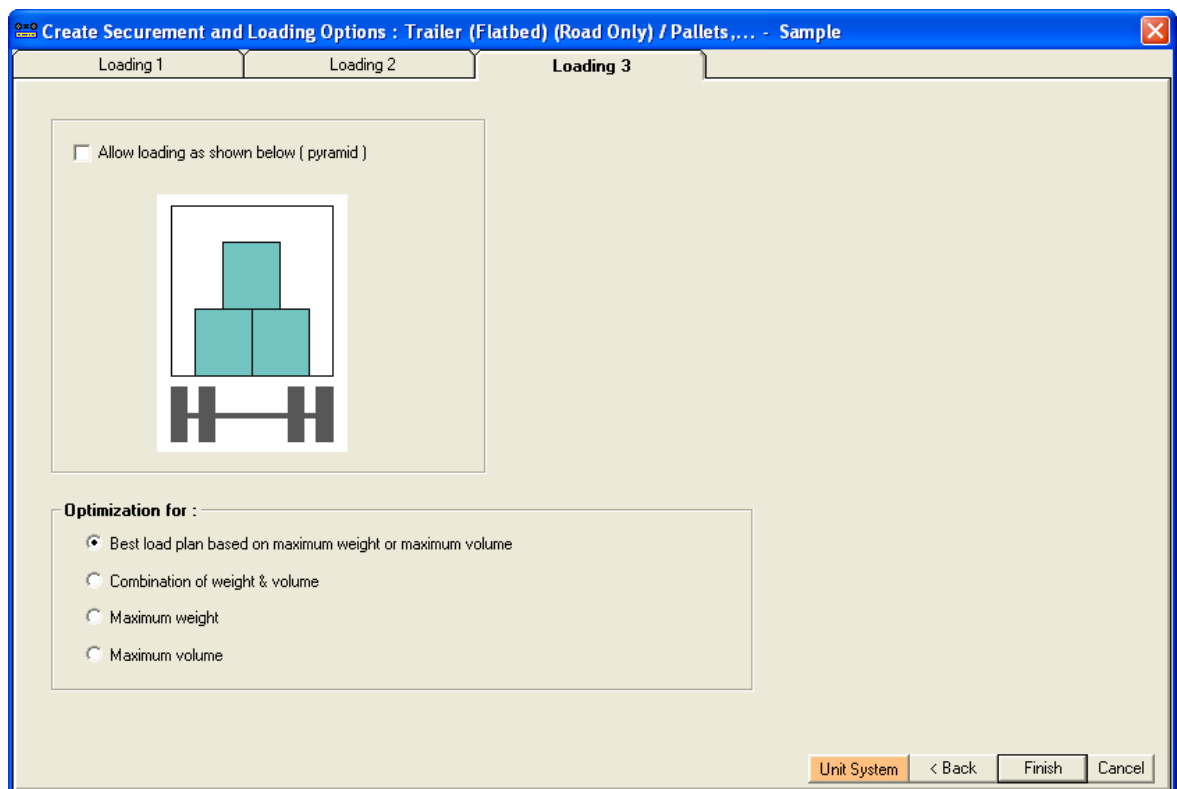 Create Securement and Loading Options : Trailer (Flatbed) (Road Only) / Pallets,... - Sample
Loading 1 Loading 2 Loading 3
Allow loading as shown below ( pyramid )
Optimization for :
Best load plan based on maximum weight or maximum volume
Combination of weight & volume
Maximum weight
Maximum volume
Unit System < Back Finish Cancel